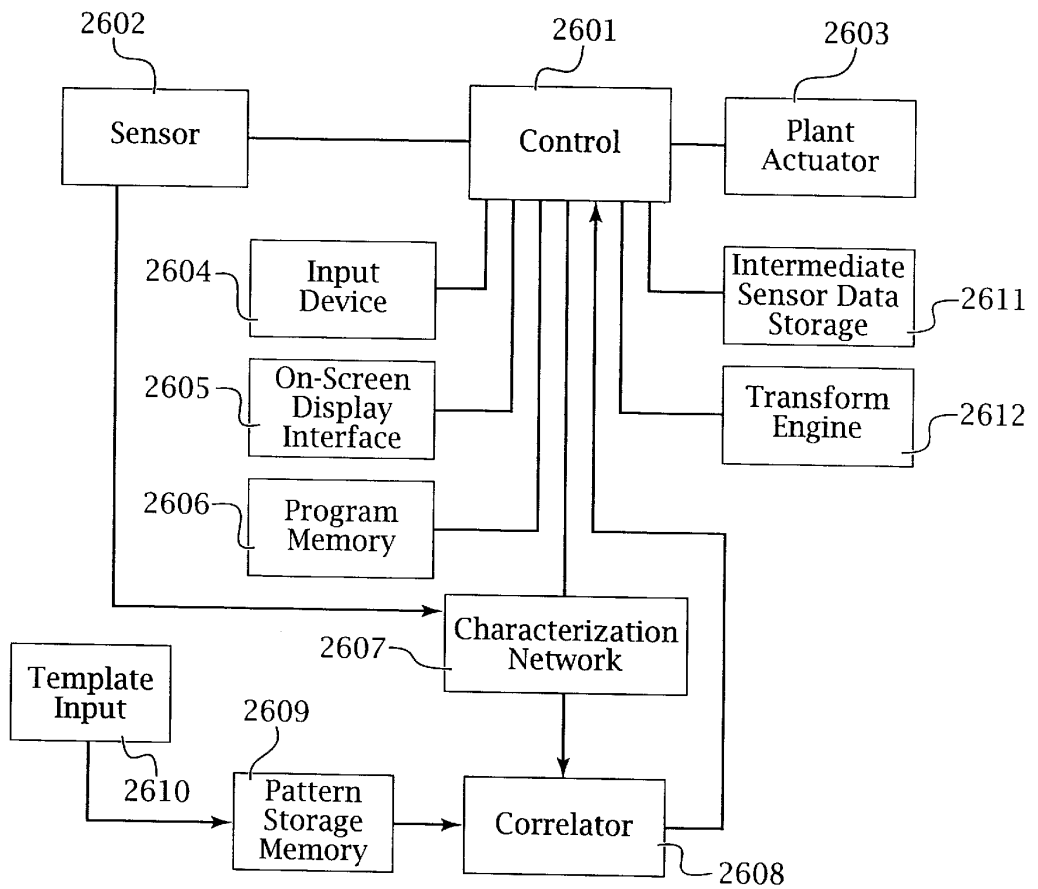 2602
2601
2603
Sensor
Control
Plant
Actuator
2604
Input
Device
Intermediate
Sensor Data
Storage
2611
2605
On-Screen
Display
Interface
Transform
Engine
2612
2606
Program
Memory
2607
Characterization
Network
Template
Input
2610
2609
Pattern
Storage
Memory
Correlator
2608